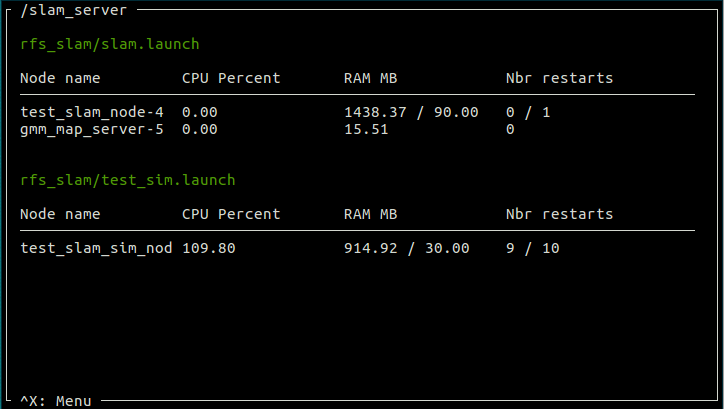 /slam_server
rfs_slam/slam.launch
Node name CPU Percent RAM MB Nbr restarts
test_slam_node-4 0.00 1438.37 / 90.00 0 / 1
gmm_map_server-5 0.00 15.51 0
rfs_slam/test_sim.launch
Node name CPU Percent RAM MB Nbr restarts
test_slam_sim_nod 109.80 914.92 / 30.00 9 / 10
^X: Menu